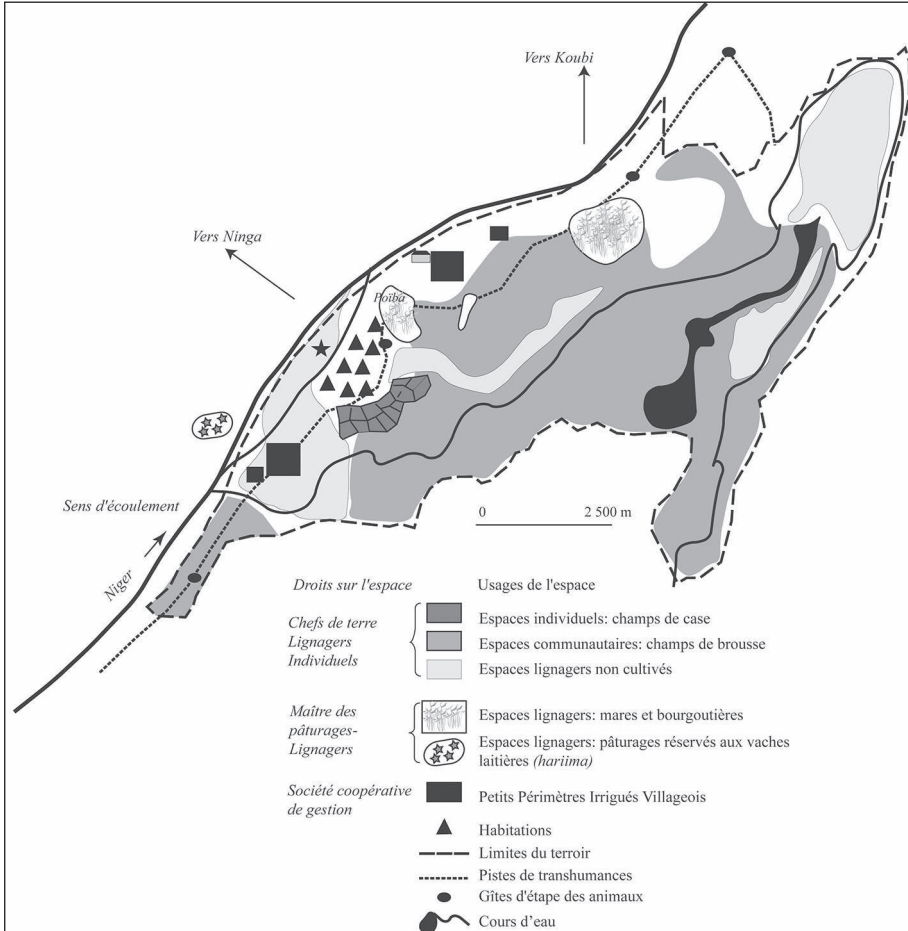 Vers Koubi
Vers Ninga
Poïba
Sens d'écoulement
Niger
0 2 500 m
Droits sur l'espace Usages de l'espace
Chefs de terre
Lignagers
Individuels
Espaces individuels: champs de case
Espaces communautaires: champs de brousse
Espaces lignagers non cultivés
Maître des
pâturages-
Lignagers
Espaces lignagers: mares et bourgoutières
Espaces lignagers: pâturages réservés aux vaches
laitières (hariima)
Société coopérative
de gestion
Petits Périmètres Irrigués Villageois
Habitations
Limites du terroir
Pistes de transhumances
Gîtes d'étape des animaux
Cours d’eau